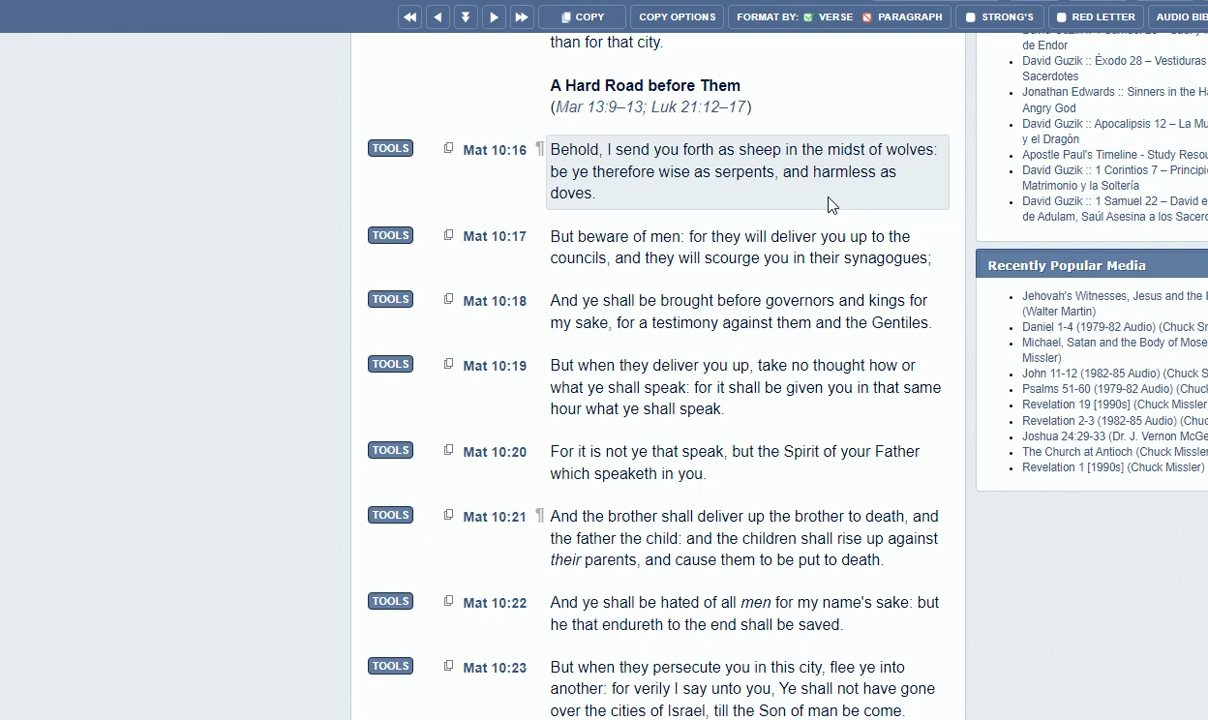 COPY COPY OPTIONS FORMAT BY: VERSE PARAGRAPH STRONG'S RED LETTER AUDIO
than for that city.
A Hard Road before Them
(Mar 13:9–13; Luk 21:12–17)
TOOLS Mat 10:16 ¶ Behold, I send you forth as sheep in the midst of wolves:
be ye therefore wise as serpents, and harmless as
doves.
TOOLS Mat 10:17 But beware of men: for they will deliver you up to the
councils, and they will scourge you in their synagogues;
TOOLS Mat 10:18 And ye shall be brought before governors and kings for
my sake, for a testimony against them and the Gentiles.
TOOLS Mat 10:19 But when they deliver you up, take no thought how or
what ye shall speak: for it shall be given you in that same
hour what ye shall speak.
TOOLS Mat 10:20 For it is not ye that speak, but the Spirit of your Father
which speaketh in you.
TOOLS Mat 10:21 ¶ And the brother shall deliver up the brother to death, and
the father the child: and the children shall rise up against
their parents, and cause them to be put to death.
TOOLS Mat 10:22 And ye shall be hated of all men for my name's sake: but
he that endureth to the end shall be saved.
TOOLS Mat 10:23 But when they persecute you in this city, flee ye into
another: for verily I say unto you, Ye shall not have gone
over the cities of Israel, till the Son of man be come.
de Endor
David Guzik :: Éxodo 28 – Vestiduras
Sacerdotes
Jonathan Edwards :: Sinners in the
Angry God
David Guzik :: Apocalipsis 12 – La
y el Dragón
Apostle Paul's Timeline - Study
David Guzik :: 1 Corintios 7 –
Matrimonio y la Soltería
David Guzik :: 1 Samuel 22 – David
de Adulam, Saúl Asesina a los
Recently Popular Media
Jehovah's Witnesses, Jesus and the
(Walter Martin)
Daniel 1-4 (1979-82 Audio) (Chuck
Michael, Satan and the Body of
Missler)
John 11-12 (1982-85 Audio) (Chuck
Psalms 51-60 (1979-82 Audio)
Revelation 19 [1990s] (Chuck Missler)
Revelation 2-3 (1982-85 Audio)
Joshua 24:29-33 (Dr. J. Vernon
The Church at Antioch (Chuck
Revelation 1 [1990s] (Chuck Missler)